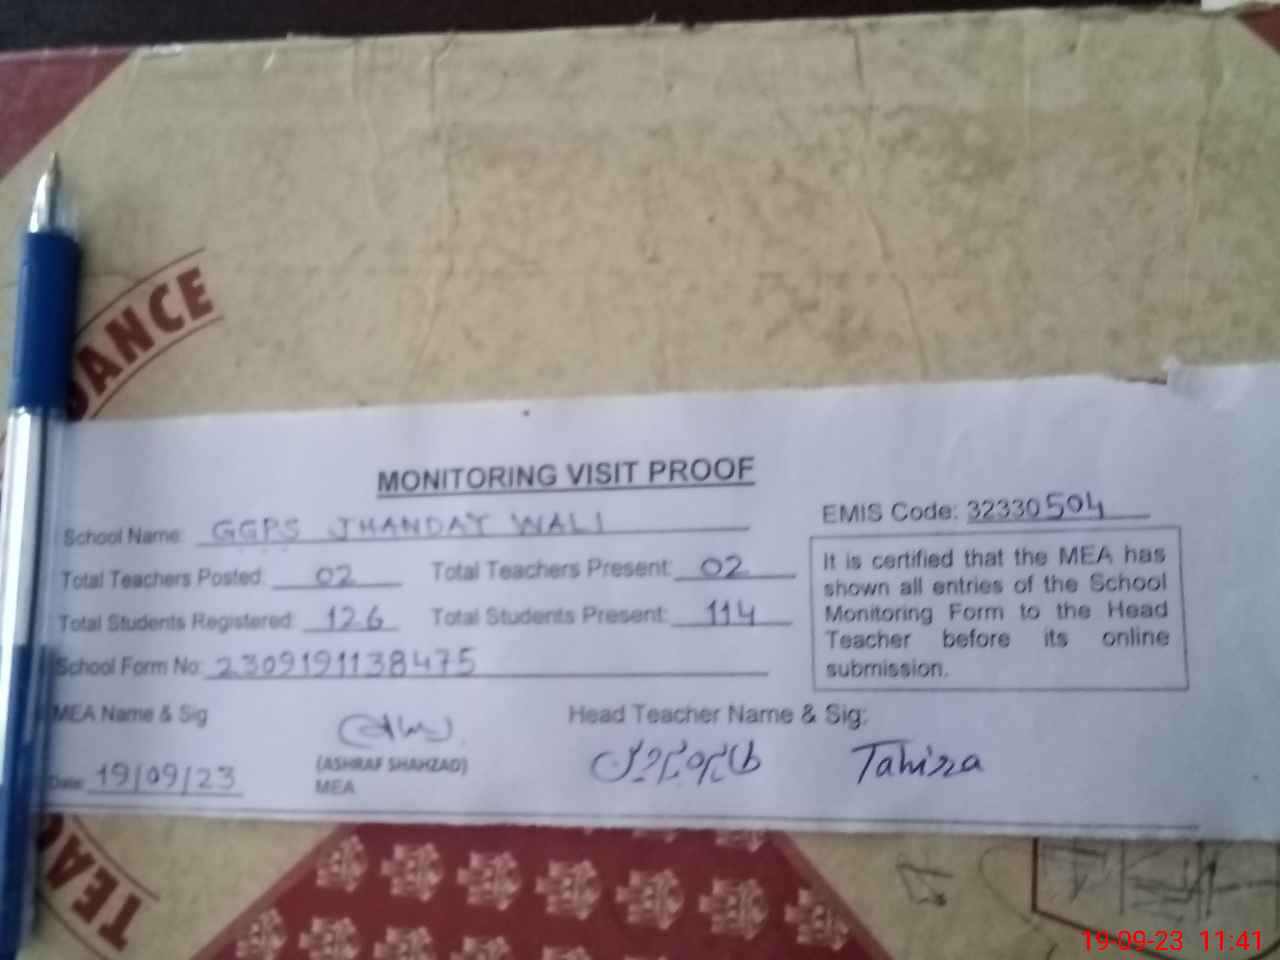 ANCE
MONITORING VISIT PROOF
School Name: GGPS JHANDAY WALI
EMIS Code: 32330504
Total Teachers Posted: 02 Total Teachers Present: 02
Total Students Registered: 126 Total Students Present: 114
School Form No: 2309191138475
It is certified that the MEA has
shown all entries of the School
Monitoring Form to the Head
Teacher before its online
submission.
MEA Name & Sig
Head Teacher Name & Sig:
(ASHRAF SHAHZAD)
MEA
Tahira
Date: 19/09/23
TEA
19-09-23 11:41